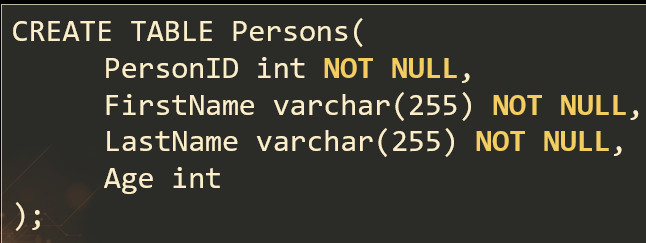 CREATE TABLE Persons(
PersonID int NOT NULL,
FirstName varchar(255) NOT NULL,
LastName varchar(255) NOT NULL,
Age int
);